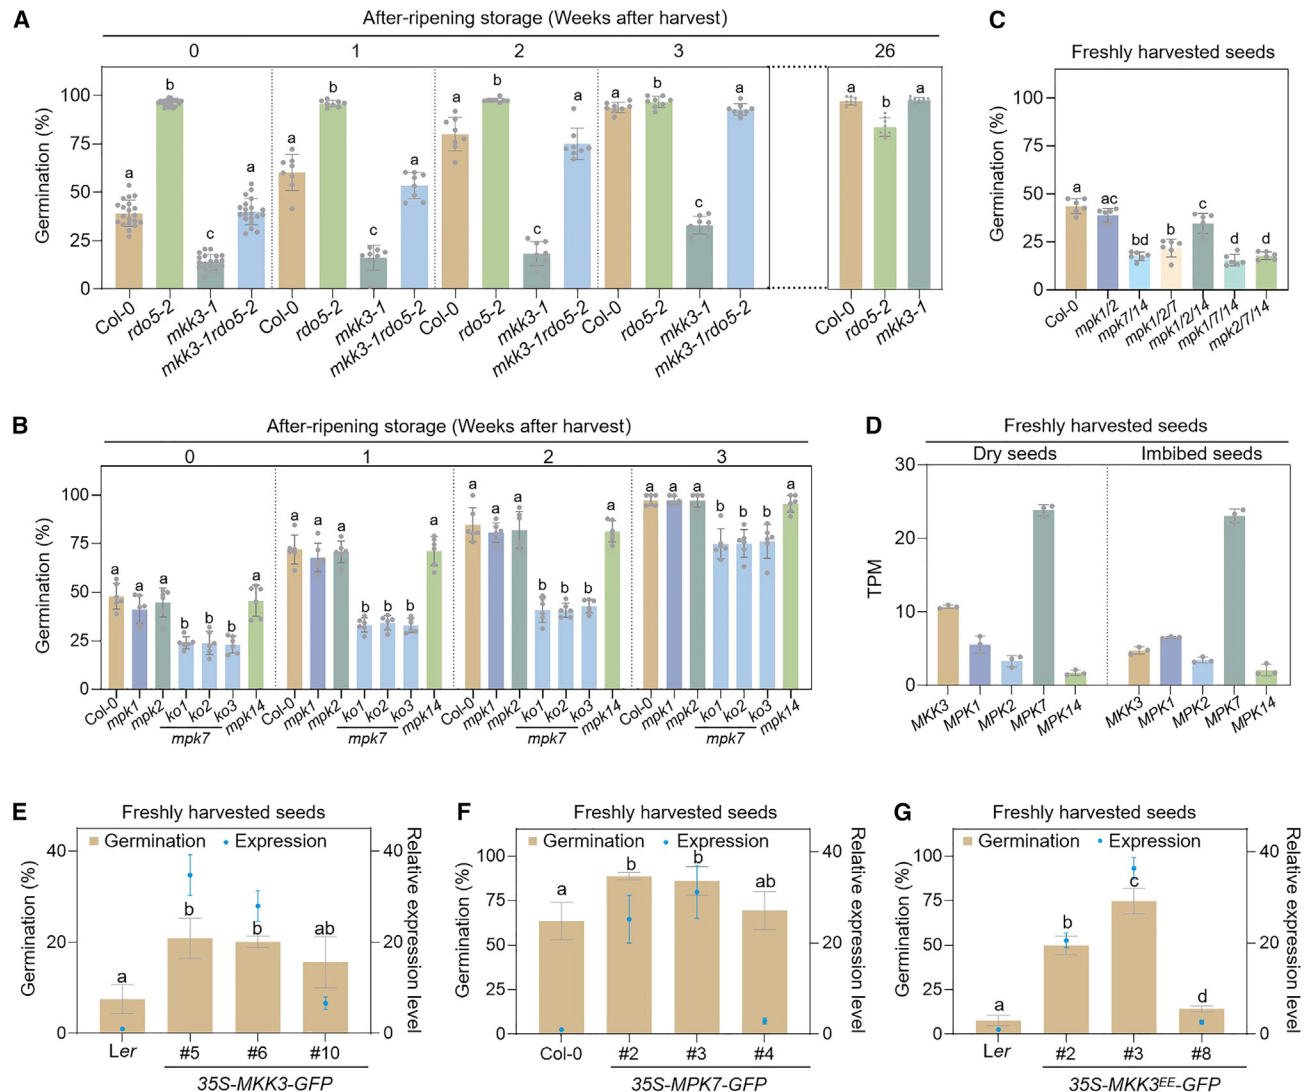 A
After-ripening storage (Weeks after harvest)
0 1 2 3 26
Germination (%)
100
75
50
25
0
a b c a
a b c a
a b c a
a b c a
a b a
Col-0 rdo5-2 mkk3-1 mkk3-1rdo5-2 Col-0 rdo5-2 mkk3-1 mkk3-1rdo5-2 Col-0 rdo5-2 mkk3-1 mkk3-1rdo5-2 Col-0 rdo5-2 mkk3-1 mkk3-1rdo5-2 Col-0 rdo5-2 mkk3-1
C
Freshly harvested seeds
Germination (%)
100
75
50
25
0
a ac bd b c d d
Col-0 mpk1/2 mpk7/14 mpk1/2/7 mpk1/2/14 mpk1/7/14 mpk2/7/14
B
After-ripening storage (Weeks after harvest)
0 1 2 3
Germination (%)
100
75
50
25
0
a a a b b b a
a a a b b b a
a a a b b b a
a a a b b b a
Col-0 mpk1 mpk2 ko1 ko2 ko3 mpk14 Col-0 mpk1 mpk2 ko1 ko2 ko3 mpk14 Col-0 mpk1 mpk2 ko1 ko2 ko3 mpk14 Col-0 mpk1 mpk2 ko1 ko2 ko3 mpk14
mpk7 mpk7 mpk7 mpk7
D
Freshly harvested seeds
Dry seeds Imbibed seeds
TPM
30
20
10
0
MKK3 MPK1 MPK2 MPK7 MPK14 MKK3 MPK1 MPK2 MPK7 MPK14
E
Freshly harvested seeds
Germination Expression
Germination (%)
40
20
0
a b b ab
40
20
0
Relative expression level
Ler #5 #6 #10
35S-MKK3-GFP
F
Freshly harvested seeds
Germination Expression
Germination (%)
100
75
50
25
0
a b b ab
40
20
0
Relative expression level
Col-0 #2 #3 #4
35S-MPK7-GFP
G
Freshly harvested seeds
Germination Expression
Germination (%)
100
75
50
25
0
a b c d
40
20
0
Relative expression level
Ler #2 #3 #8
35S-MKK3EE-GFP